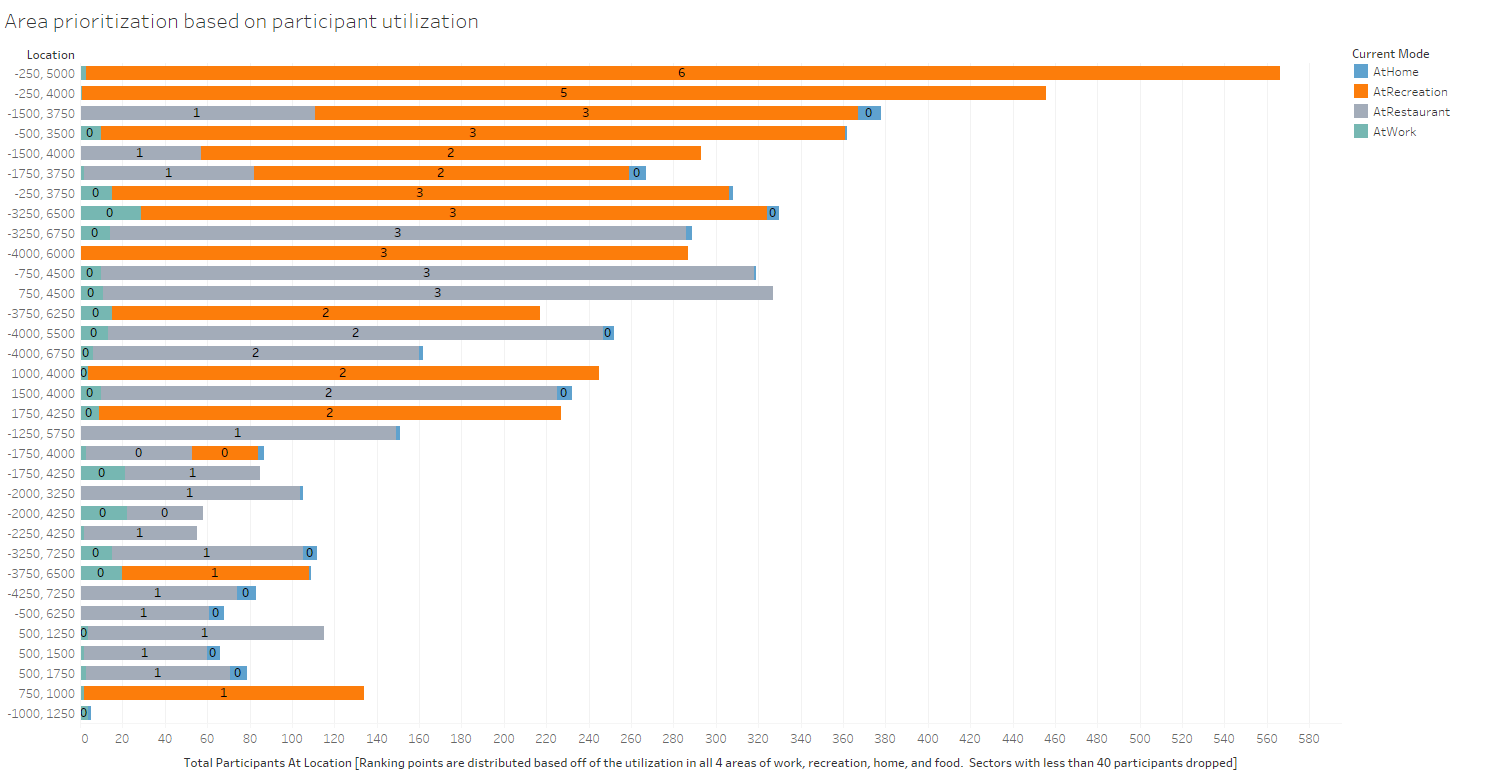 Area prioritization based on participant utilization
Location
Current Mode
AtHome
AtRecreation
AtRestaurant
AtWork
-250, 5000 6
-250, 4000 5
-1500, 3750 1 3 0
-500, 3500 0 3
-1500, 4000 1 2
-1750, 3750 1 2 0
-250, 3750 0 3
-3250, 6500 0 3 0
-3250, 6750 0 3
-4000, 6000 3
-750, 4500 0 3
750, 4500 0 3
-3750, 6250 0 2
-4000, 5500 0 2 0
-4000, 6750 0 2
1000, 4000 0 2
1500, 4000 0 2 0
1750, 4250 0 2
-1250, 5750 1
-1750, 4000 0 0
-1750, 4250 0 1
-2000, 3250 1
-2000, 4250 0 0
-2250, 4250 1
-3250, 7250 0 1 0
-3750, 6500 0 1
-4250, 7250 1 0
-500, 6250 1 0
500, 1250 0 1
500, 1500 1 0
500, 1750 1 0
750, 1000 1
-1000, 1250 0
0 20 40 60 80 100 120 140 160 180 200 220 240 260 280 300 320 340 360 380 400 420 440 460 480 500 520 540 560 580
Total Participants At Location [Ranking points are distributed based off of the utilization in all 4 areas of work, recreation, home, and food. Sectors with less than 40 participants dropped]